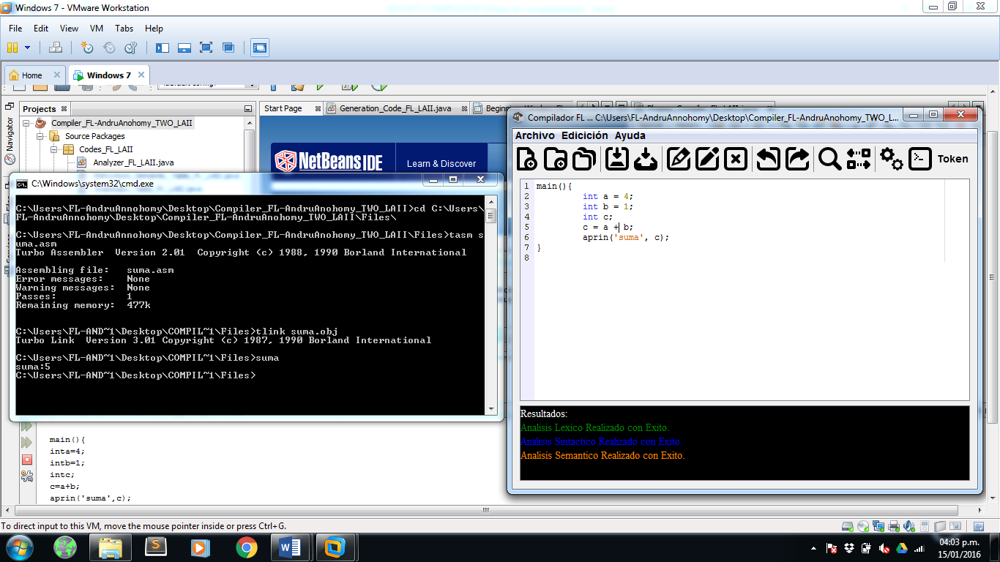 Windows 7 - VMware Workstation
File Edit View VM Tabs Help
Home
Windows 7
Projects
Compiler_FL-AndruAnohomy_TWO_LAII
Source Packages
Codes_FL_LAII
Analyzer_FL_LAII.java
Navigator
Start Page
Generation_Code_FL_LAII.java
NetBeans IDE
Learn & Discover
C:\Windows\system32\cmd.exe
C:\Users\FL-AndruAnnohomy\Desktop\Compiler_FL-AndruAnohomy_TWO_LAII>cd C:\Users\
FL-AndruAnnohomy\Desktop\Compiler_FL-AndruAnohomy_TWO_LAII\Files\
C:\Users\FL-AndruAnnohomy\Desktop\Compiler_FL-AndruAnohomy_TWO_LAII\Files>tasm s
uma.asm
Turbo Assembler Version 2.01 Copyright (c) 1988, 1990 Borland International
Assembling file: suma.asm
Error messages: None
Warning messages: None
Passes: 1
Remaining memory: 477k
C:\Users\FL-AND~1\Desktop\COMPIL~1\Files>tlink suma.obj
Turbo Link Version 3.01 Copyright (c) 1987, 1990 Borland International
C:\Users\FL-AND~1\Desktop\COMPIL~1\Files>suma
suma:5
C:\Users\FL-AND~1\Desktop\COMPIL~1\Files>
main(){
inta=4;
intb=1;
intc;
c=a+b;
aprin('suma',c);
Compilador FL ... C:\Users\FL-AndruAnnohomy\Desktop\Compiler_FL-AndruAnohomy_TWO_L...
Archivo Edicición Ayuda
Token
1 main(){
2 int a = 4;
3 int b = 1;
4 int c;
5 c = a + b;
6 aprin('suma', c);
7 }
8
Resultados:
Analisis Lexico Realizado con Exito.
Analisis Sintactico Realizado con Exito.
Analisis Semantico Realizado con Exito.
To direct input to this VM, move the mouse pointer inside or press Ctrl+G.
04:03 p.m.
15/01/2016